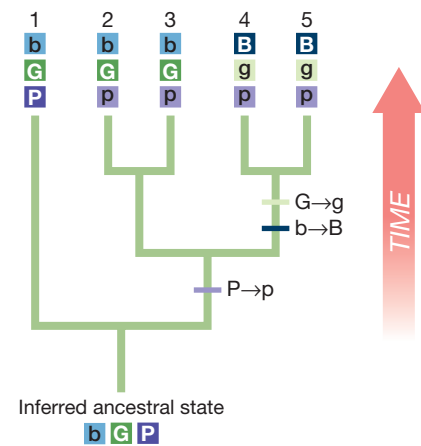 1 2 3 4 5
b b b B B
G G G g g
P p p p p
G→g
b→B
P→p
TIME
Inferred ancestral state
b G P